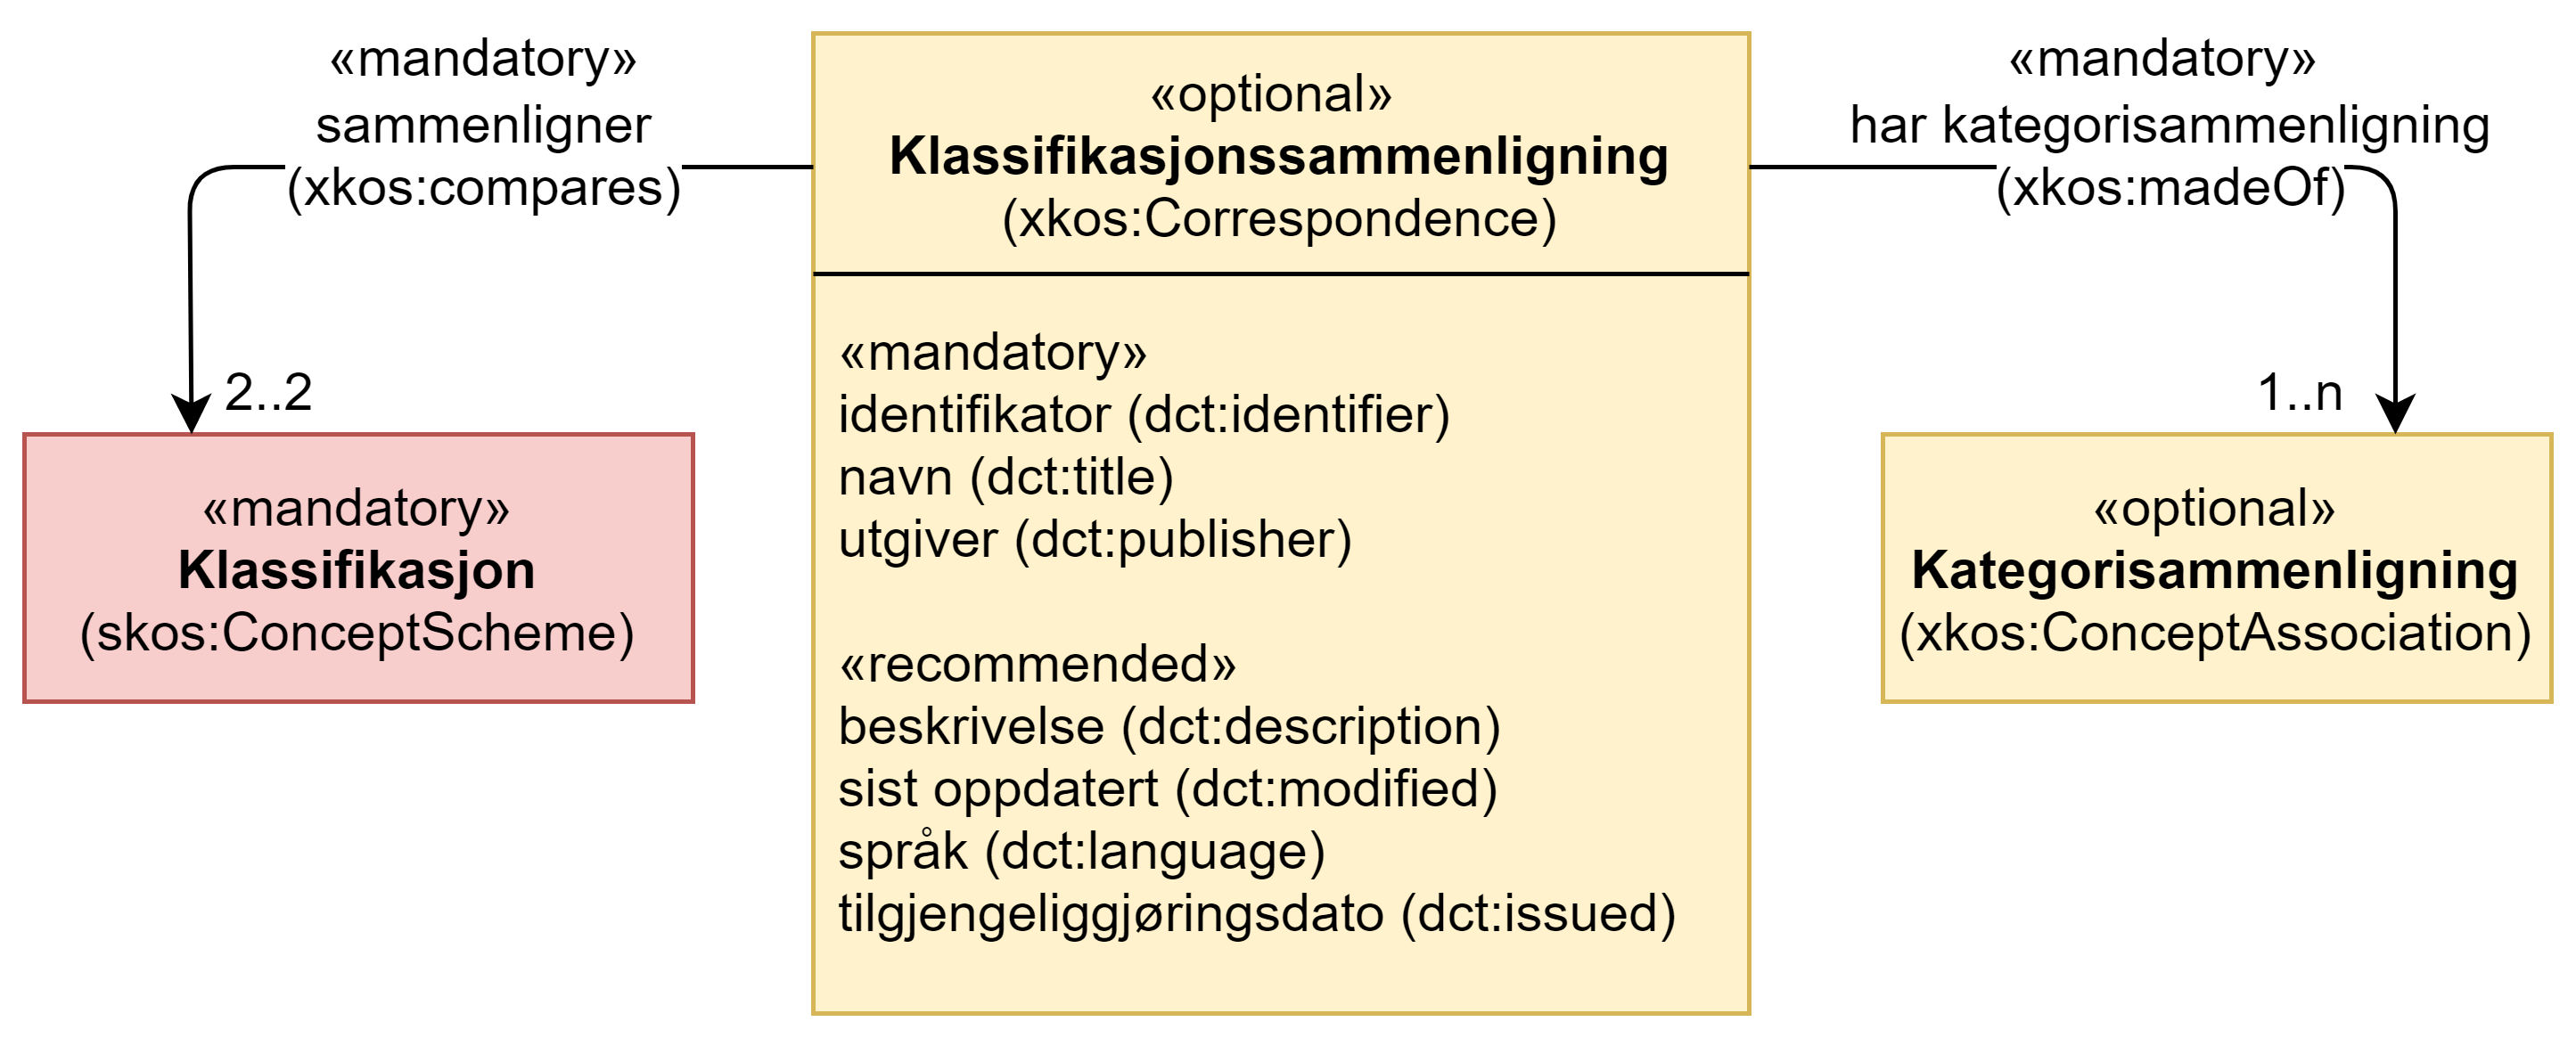 «mandatory»
sammenligner
(xkos:compares)
2..2
«mandatory»
Klassifikasjon
(skos:ConceptScheme)
«optional»
Klassifikasjonssammenligning
(xkos:Correspondence)
«mandatory»
identifikator (dct:identifier)
navn (dct:title)
utgiver (dct:publisher)
«recommended»
beskrivelse (dct:description)
sist oppdatert (dct:modified)
språk (dct:language)
tilgjengeliggjøringsdato (dct:issued)
«mandatory»
har kategorisammenligning
(xkos:madeOf)
1..n
«optional»
Kategorisammenligning
(xkos:ConceptAssociation)